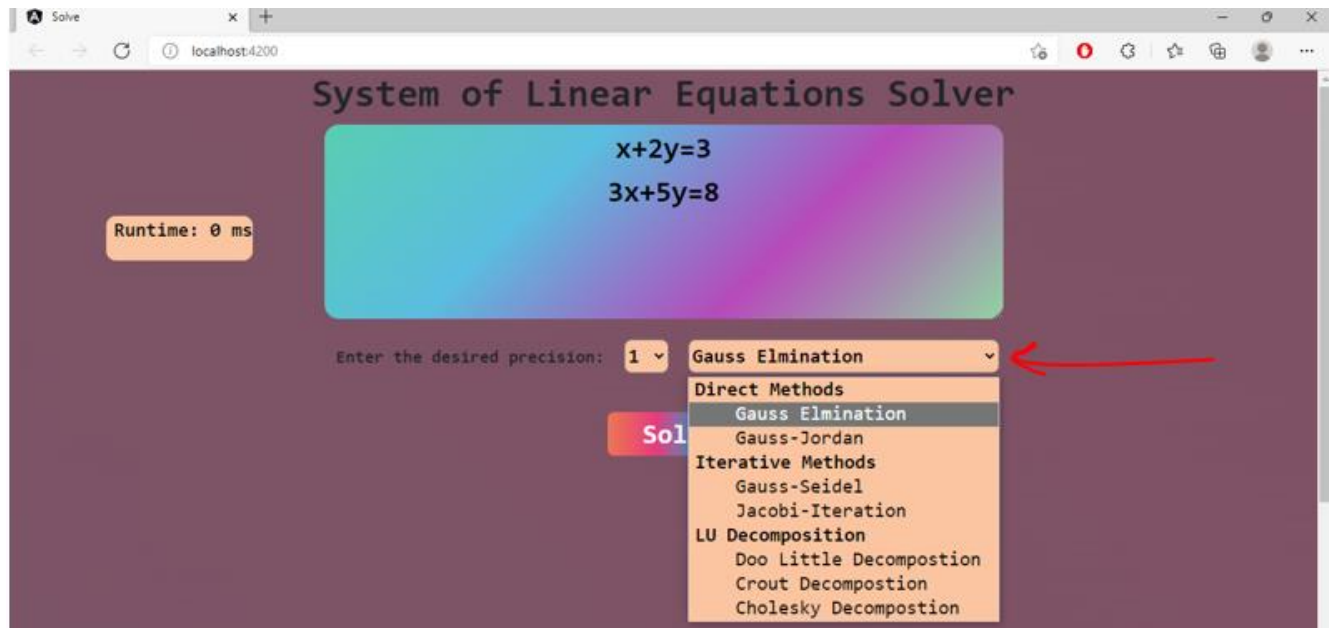 Solve
localhost:4200
System of Linear Equations Solver
x+2y=3
3x+5y=8
Runtime: 0 ms
Enter the desired precision: 1 Gauss Elmination
Direct Methods
Gauss Elmination
Sol
Gauss-Jordan
Iterative Methods
Gauss-Seidel
Jacobi-Iteration
LU Decomposition
Doo Little Decompostion
Crout Decompostion
Cholesky Decompostion